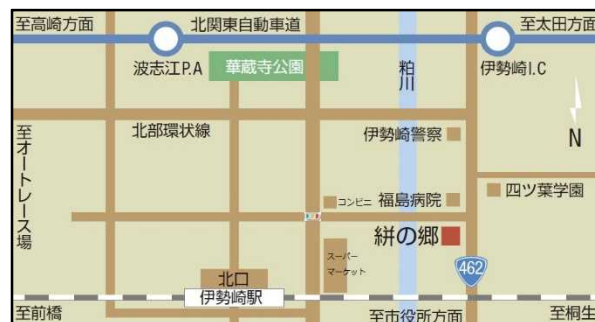 至高崎方面
北関東自動車道
至太田方面
波志江P.A
華蔵寺公園
粕川
伊勢崎I.C
北部環状線
伊勢崎警察
N
至オートレース場
コンビニ
福島病院
四ツ葉学園
絣の郷
スーパー
マーケット
462
北口
伊勢崎駅
至前橋
至市役所方面
至桐生